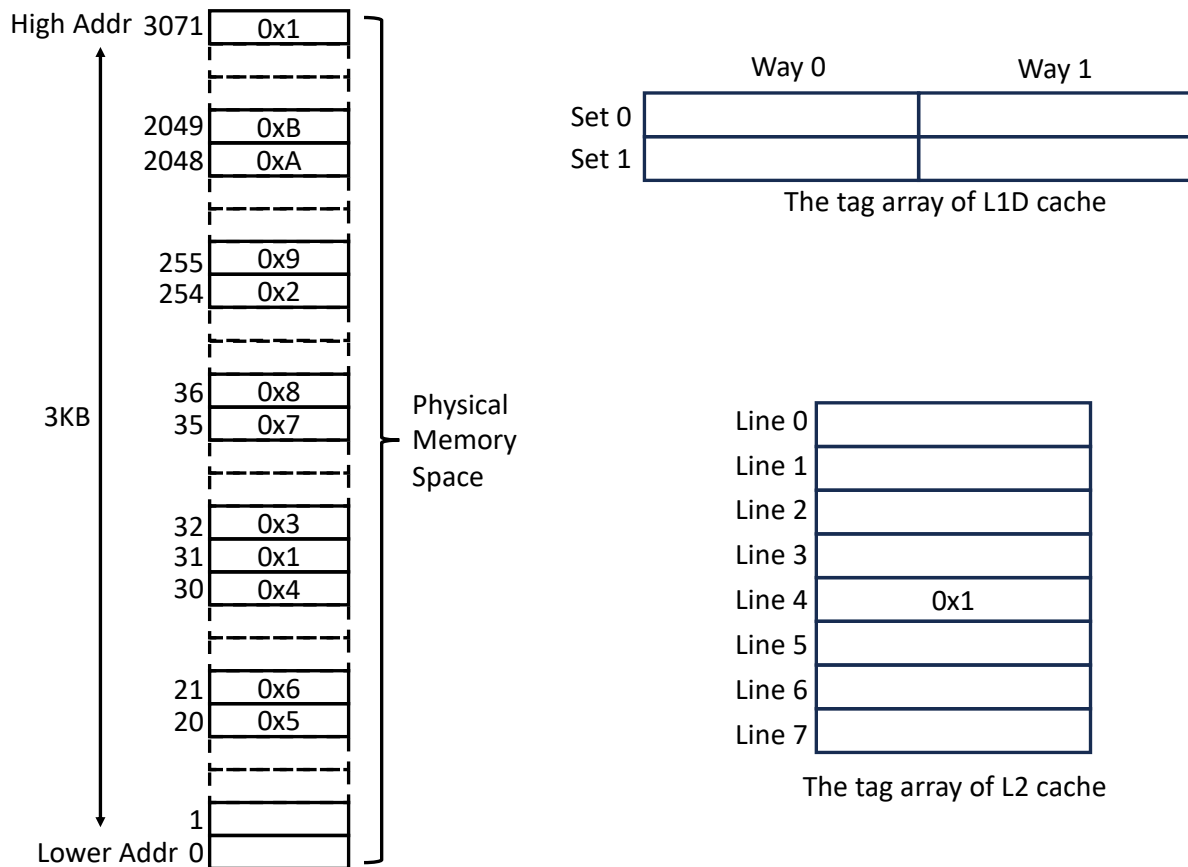 High Addr 3071 0x1
2049 0xB
2048 0xA
255 0x9
254 0x2
36 0x8
35 0x7
3KB
32 0x3
31 0x1
30 0x4
21 0x6
20 0x5
1
Lower Addr 0
Physical
Memory
Space
Way 0 Way 1
Set 0
Set 1
The tag array of L1D cache
Line 0
Line 1
Line 2
Line 3
Line 4 0x1
Line 5
Line 6
Line 7
The tag array of L2 cache